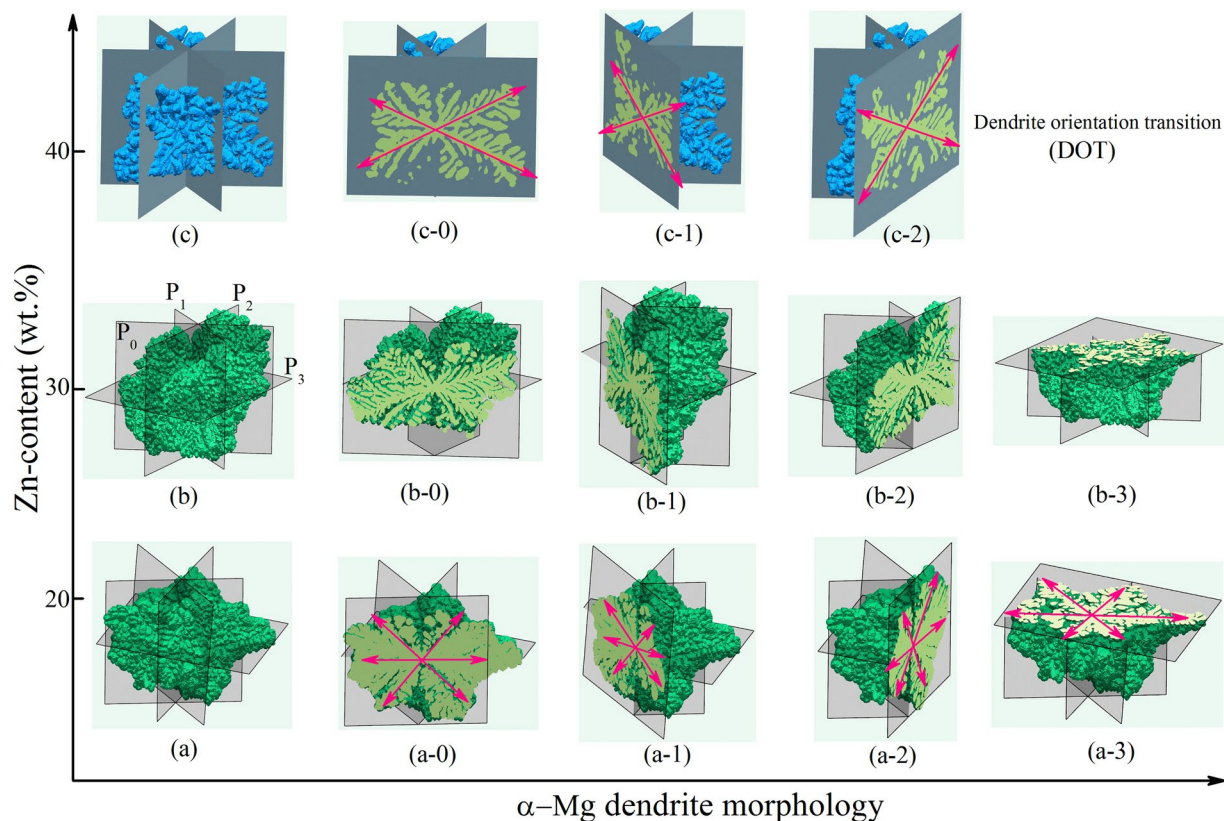 Zn-content (wt.%)
40
(c)
(c-0)
(c-1)
(c-2)
Dendrite orientation transition
(DOT)
30
P0
P1
P2
P3
(b)
(b-0)
(b-1)
(b-2)
(b-3)
20
(a)
(a-0)
(a-1)
(a-2)
(a-3)
α–Mg dendrite morphology